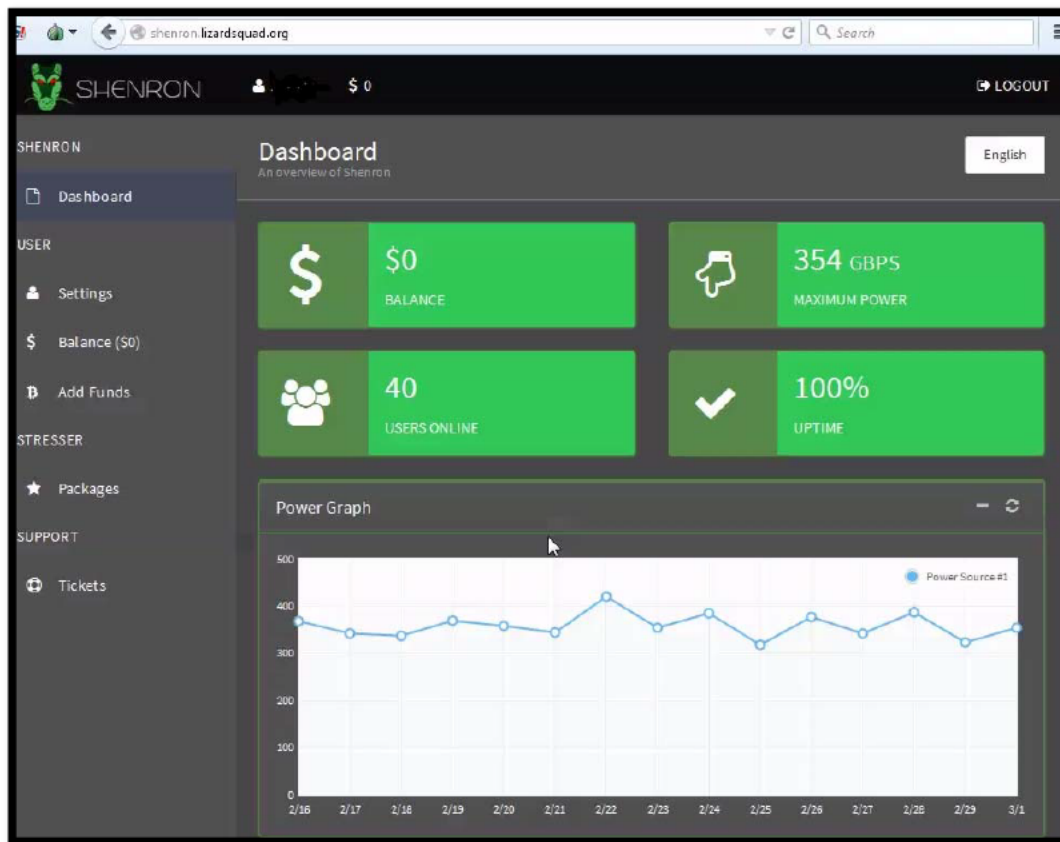 shenron.lizardsquad.org
Search
SHENRON
$ 0
LOGOUT
SHENRON
Dashboard
USER
Settings
$ Balance ($0)
Add Funds
STRESSER
Packages
SUPPORT
Tickets
Dashboard
An overview of Shenron
English
$
$0
BALANCE
354 GBPS
MAXIMUM POWER
40
USERS ONLINE
100%
UPTIME
Power Graph
Power Source #1
500
400
300
200
100
0
2/16 2/17 2/18 2/19 2/20 2/21 2/22 2/23 2/24 2/25 2/26 2/27 2/28 2/29 3/1